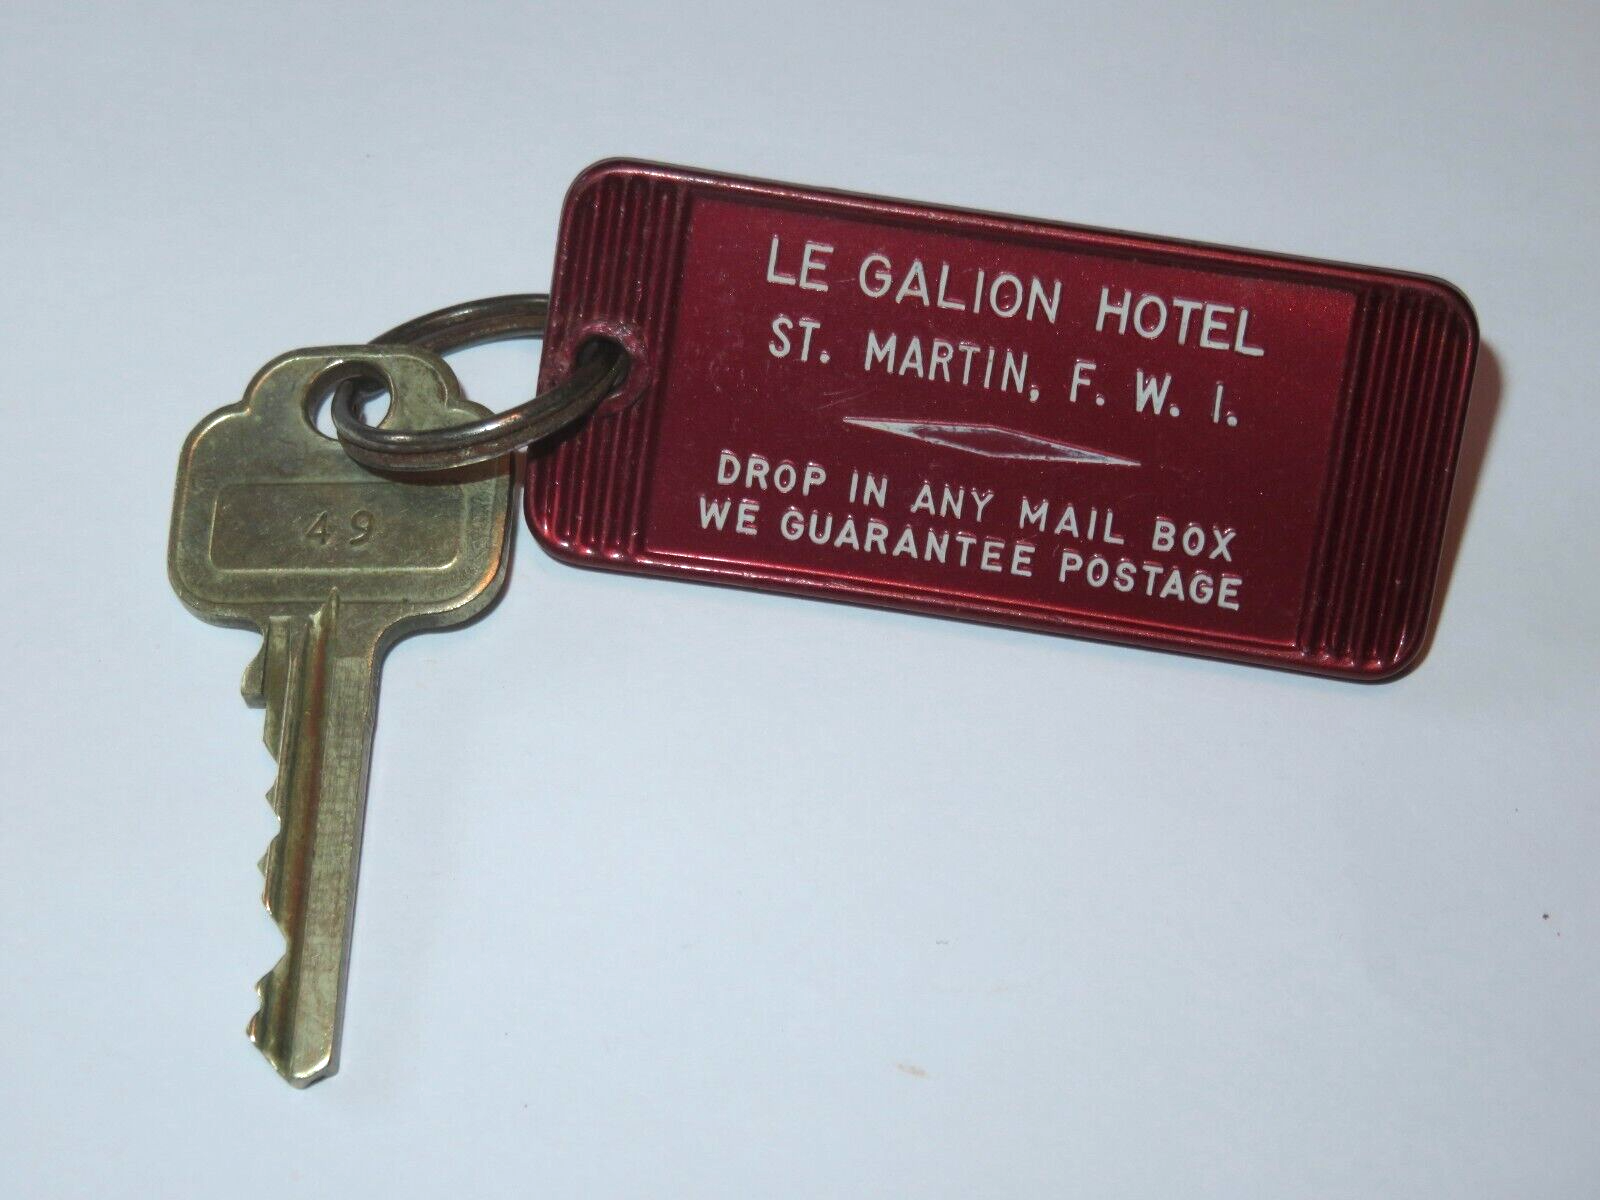 LE GALION HOTEL
ST. MARTIN, F. W. I.
DROP IN ANY MAIL BOX
WE GUARANTEE POSTAGE
49